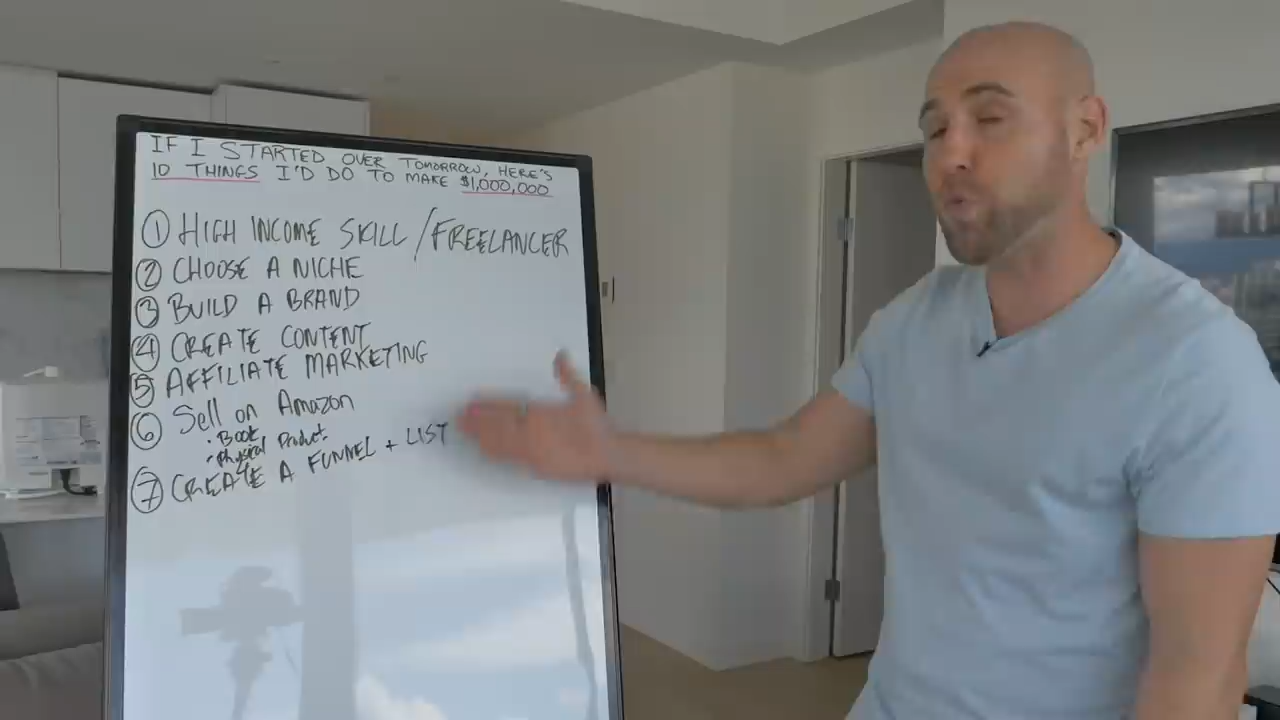 IF I STARTED OVER TOMORROW, HERE'S
10 THINGS I'D DO TO MAKE $1,000,000
1 HIGH INCOME SKILL/FREELANCER
2 CHOOSE A NICHE
3 BUILD A BRAND
4 CREATE CONTENT
5 AFFILIATE MARKETING
6 Sell on Amazon
• Book
• Physical Product
7 CREATE A FUNNEL + LIST